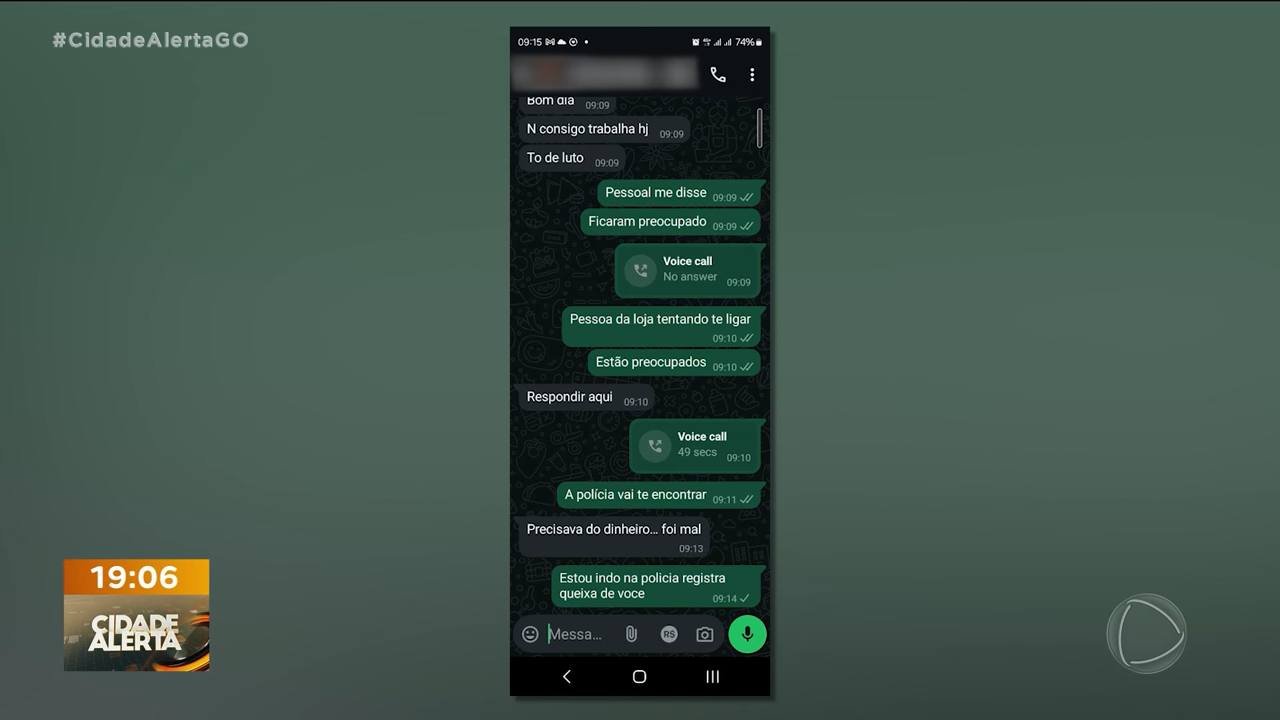 #CidadeAlertaGO
09:15
74%
Bom dia 09:09
N consigo trabalha hj 09:09
To de luto 09:09
Pessoal me disse 09:09
Ficaram preocupado 09:09
Voice call
No answer 09:09
Pessoa da loja tentando te ligar
09:10
Estão preocupados 09:10
Respondir aqui 09:10
Voice call
49 secs 09:10
A polícia vai te encontrar 09:11
Precisava do dinheiro... foi mal
09:13
Estou indo na policia registra
queixa de voce 09:14
Messa...
19:06
CIDADE
ALERTA